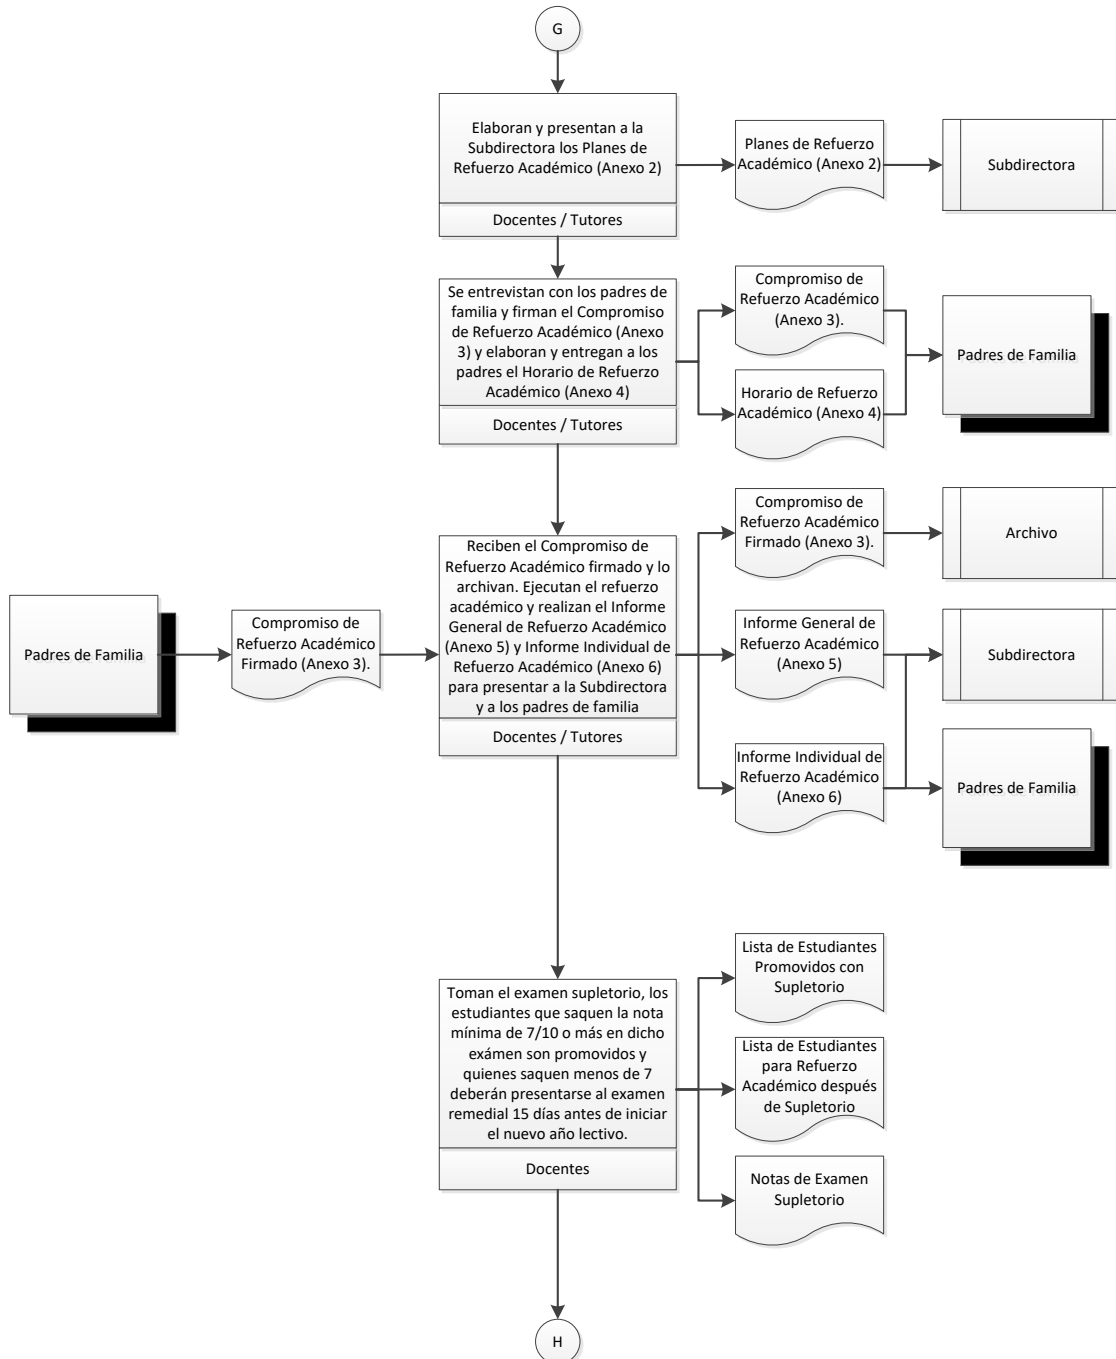 G
Elaboran y presentan a la
Subdirectora los Planes de
Refuerzo Académico (Anexo 2)
Docentes / Tutores
Planes de Refuerzo
Académico (Anexo 2)
Subdirectora
Se entrevistan con los padres de
familia y firman el Compromiso
de Refuerzo Académico (Anexo
3) y elaboran y entregan a los
padres el Horario de Refuerzo
Académico (Anexo 4)
Docentes / Tutores
Compromiso de
Refuerzo Académico
(Anexo 3).
Horario de Refuerzo
Académico (Anexo 4)
Padres de Familia
Padres de Familia
Compromiso de
Refuerzo Académico
Firmado (Anexo 3).
Reciben el Compromiso de
Refuerzo Académico firmado y lo
archivan. Ejecutan el refuerzo
académico y realizan el Informe
General de Refuerzo Académico
(Anexo 5) y Informe Individual de
Refuerzo Académico (Anexo 6)
para presentar a la Subdirectora
y a los padres de familia
Docentes / Tutores
Compromiso de
Refuerzo Académico
Firmado (Anexo 3).
Archivo
Informe General de
Refuerzo Académico
(Anexo 5)
Subdirectora
Informe Individual de
Refuerzo Académico
(Anexo 6)
Padres de Familia
Toman el examen supletorio, los
estudiantes que saquen la nota
mínima de 7/10 o más en dicho
exámen son promovidos y
quienes saquen menos de 7
deberán presentarse al examen
remedial 15 días antes de iniciar
el nuevo año lectivo.
Docentes
Lista de Estudiantes
Promovidos con
Supletorio
Lista de Estudiantes
para Refuerzo
Académico después
de Supletorio
Notas de Examen
Supletorio
H